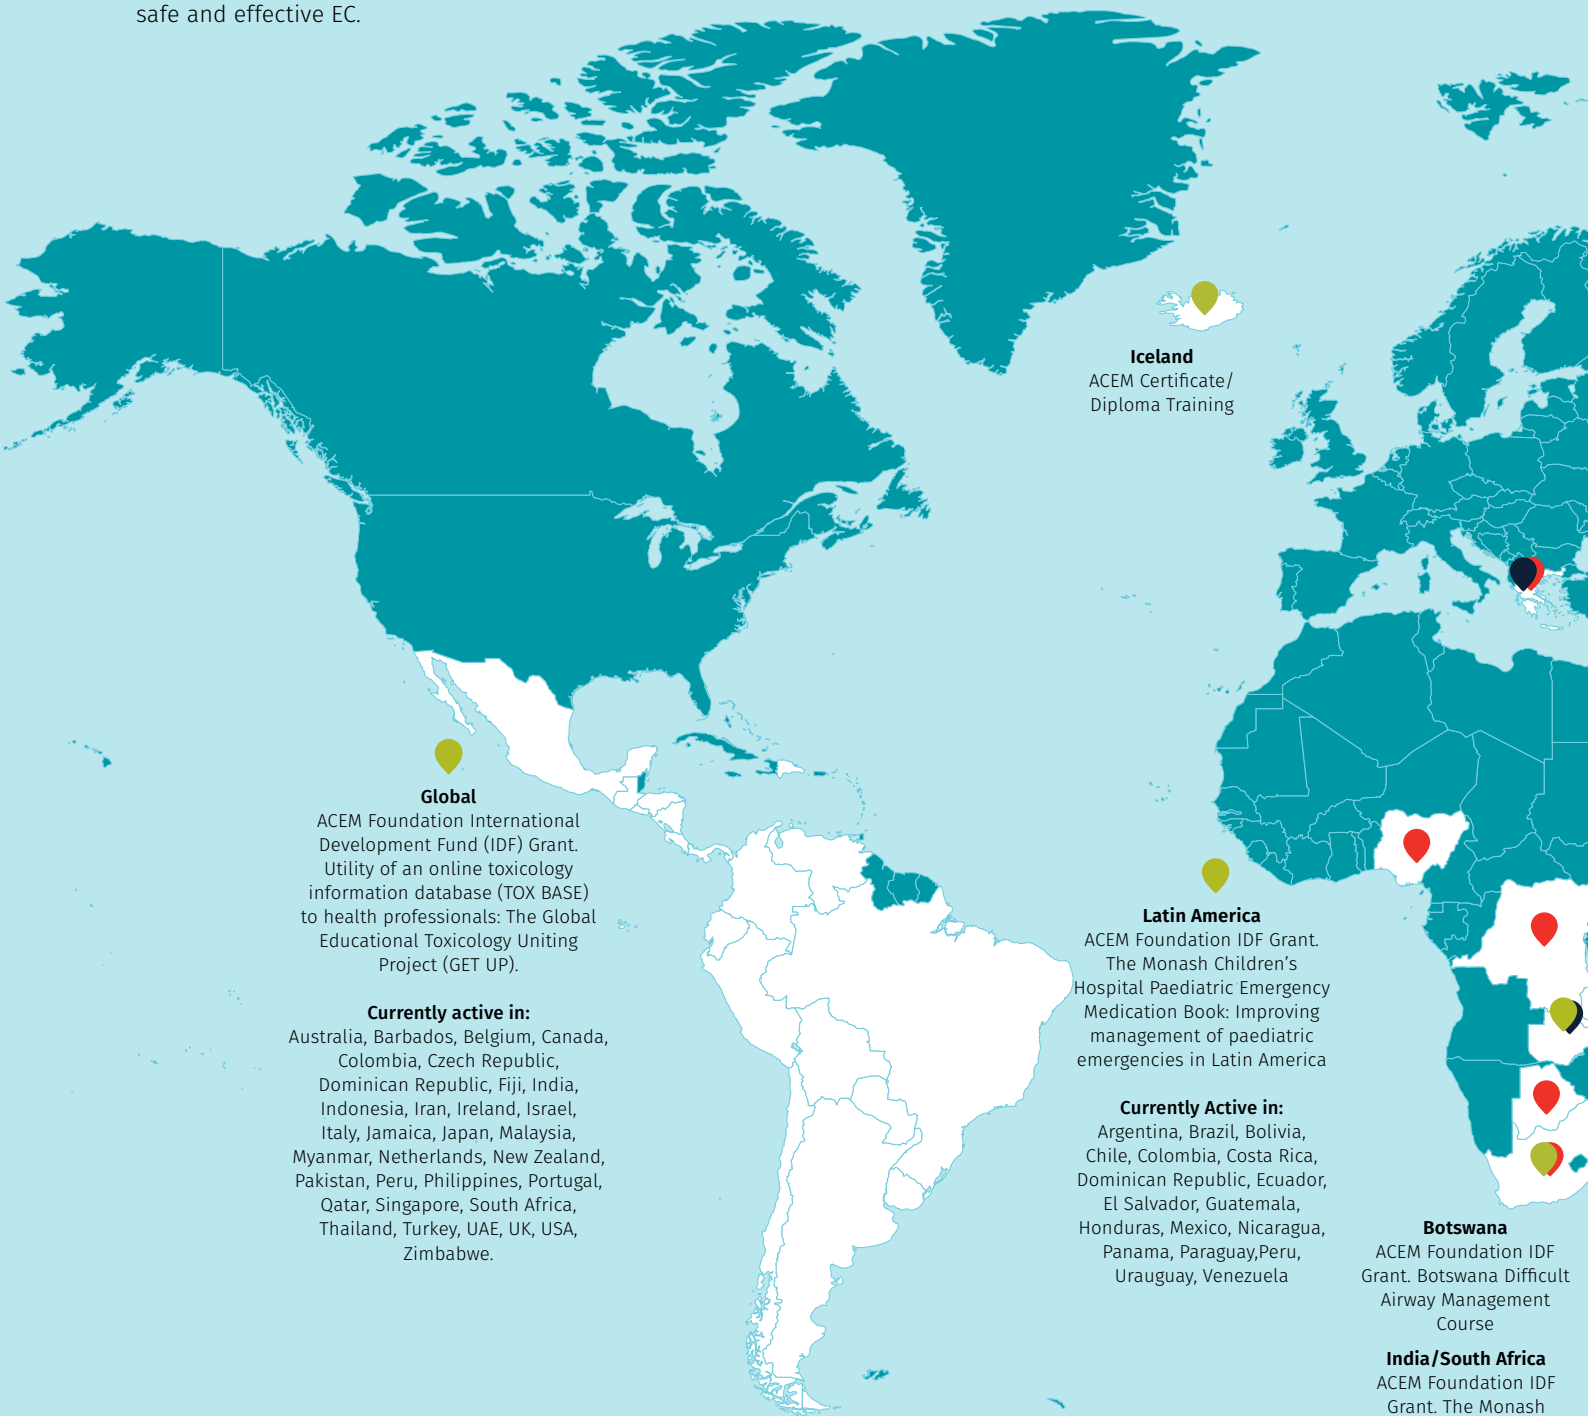 safe and effective EC.
Iceland
ACEM Certificate/
Diploma Training
Global
ACEM Foundation International
Development Fund (IDF) Grant.
Utility of an online toxicology
information database (TOX BASE)
to health professionals: The Global
Educational Toxicology Uniting
Project (GET UP).
Currently active in:
Australia, Barbados, Belgium, Canada,
Colombia, Czech Republic,
Dominican Republic, Fiji, India,
Indonesia, Iran, Ireland, Israel,
Italy, Jamaica, Japan, Malaysia,
Myanmar, Netherlands, New Zealand,
Pakistan, Peru, Philippines, Portugal,
Qatar, Singapore, South Africa,
Thailand, Turkey, UAE, UK, USA,
Zimbabwe.
Latin America
ACEM Foundation IDF Grant.
The Monash Children’s
Hospital Paediatric Emergency
Medication Book: Improving
management of paediatric
emergencies in Latin America
Currently Active in:
Argentina, Brazil, Bolivia,
Chile, Colombia, Costa Rica,
Dominican Republic, Ecuador,
El Salvador, Guatemala,
Honduras, Mexico, Nicaragua,
Panama, Paraguay,Peru,
Urauguay, Venezuela
Botswana
ACEM Foundation IDF
Grant. Botswana Difficult
Airway Management
Course
India/South Africa
ACEM Foundation IDF
Grant. The Monash